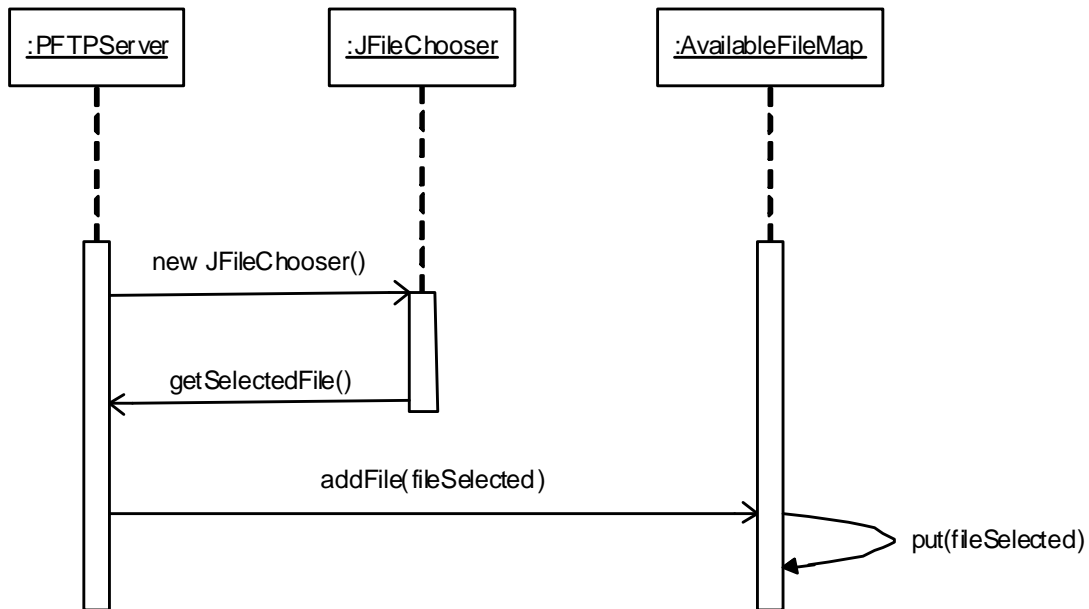 :PFTPServer
:JFileChooser
:AvailableFileMap
new JFileChooser()
getSelectedFile()
addFile(fileSelected)
put(fileSelected)